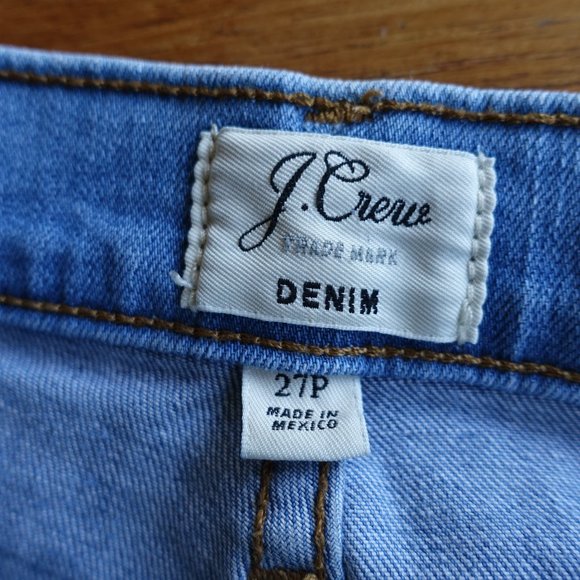 J.Crew
TRADE MARK
DENIM
27P
MADE IN
MEXICO